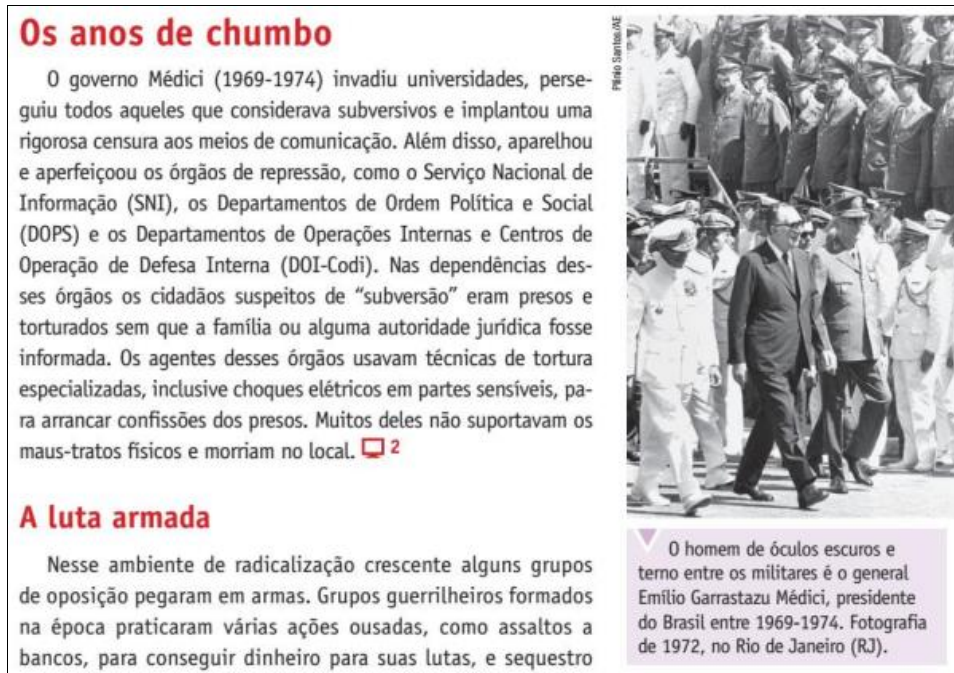 Os anos de chumbo
O governo Médici (1969-1974) invadiu universidades, perse-
guiu todos aqueles que considerava subversivos e implantou uma
rigorosa censura aos meios de comunicação. Além disso, aparelhou
e aperfeiçoou os órgãos de repressão, como o Serviço Nacional de
Informação (SNI), os Departamentos de Ordem Política e Social
(DOPS) e os Departamentos de Operações Internas e Centros de
Operação de Defesa Interna (DOI-Codi). Nas dependências des-
ses órgãos os cidadãos suspeitos de “subversão” eram presos e
torturados sem que a família ou alguma autoridade jurídica fosse
informada. Os agentes desses órgãos usavam técnicas de tortura
especializadas, inclusive choques elétricos em partes sensíveis, pa-
ra arrancar confissões dos presos. Muitos deles não suportavam os
maus-tratos físicos e morriam no local. 2
A luta armada
Nesse ambiente de radicalização crescente alguns grupos
de oposição pegaram em armas. Grupos guerrilheiros formados
na época praticaram várias ações ousadas, como assaltos a
bancos, para conseguir dinheiro para suas lutas, e sequestro
Plínio Santos/AE
O homem de óculos escuros e
terno entre os militares é o general
Emílio Garrastazu Médici, presidente
do Brasil entre 1969-1974. Fotografia
de 1972, no Rio de Janeiro (RJ).